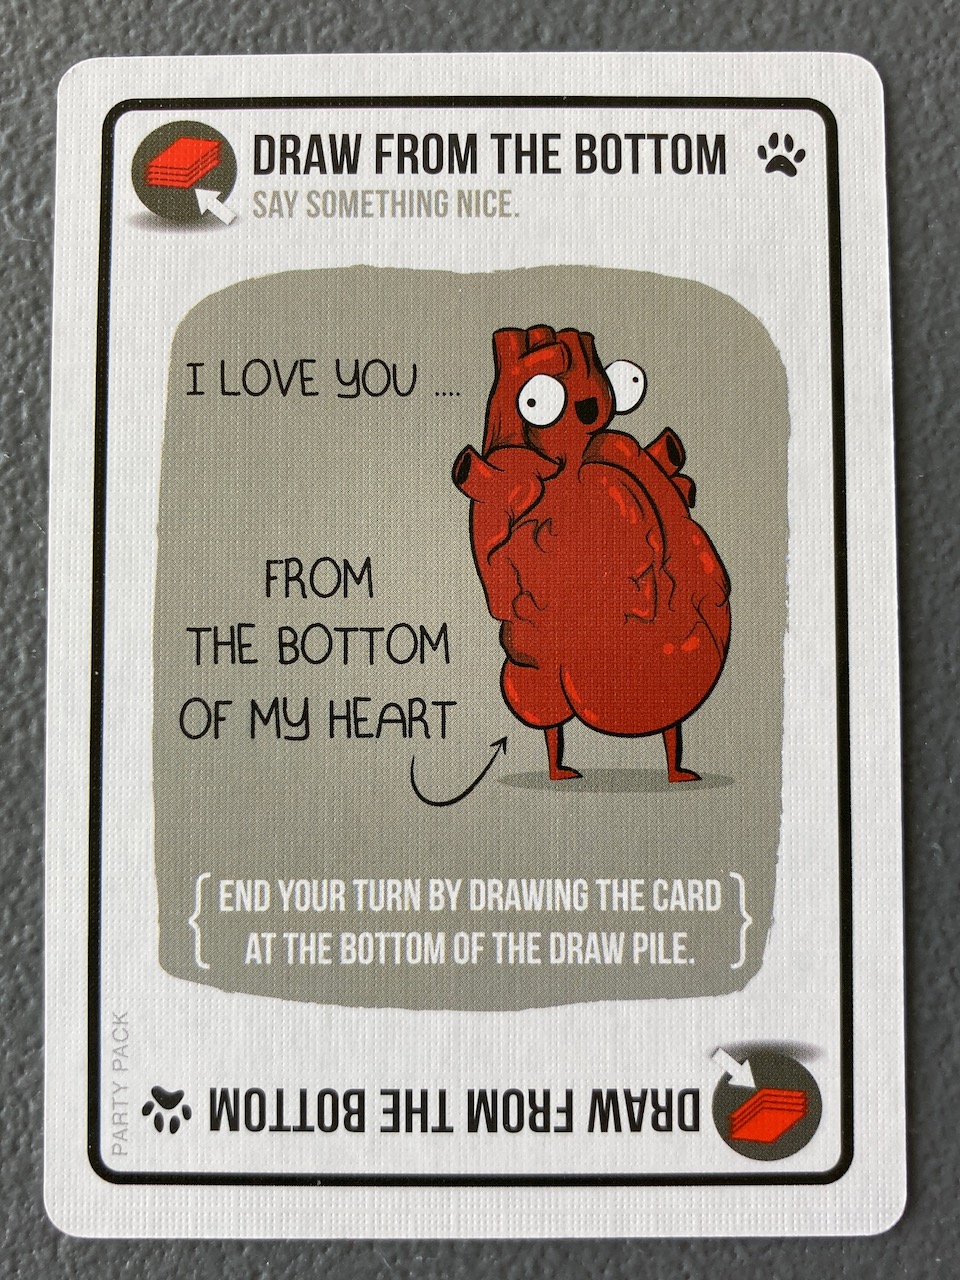 DRAW FROM THE BOTTOM
SAY SOMETHING NICE.
I LOVE YOU ....
FROM
THE BOTTOM
OF MY HEART
END YOUR TURN BY DRAWING THE CARD
AT THE BOTTOM OF THE DRAW PILE.
PARTY PACK
DRAW FROM THE BOTTOM